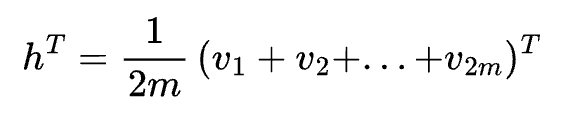 h^T = \frac{1}{2m} (v_1 + v_2 + \ldots + v_{2m})^T